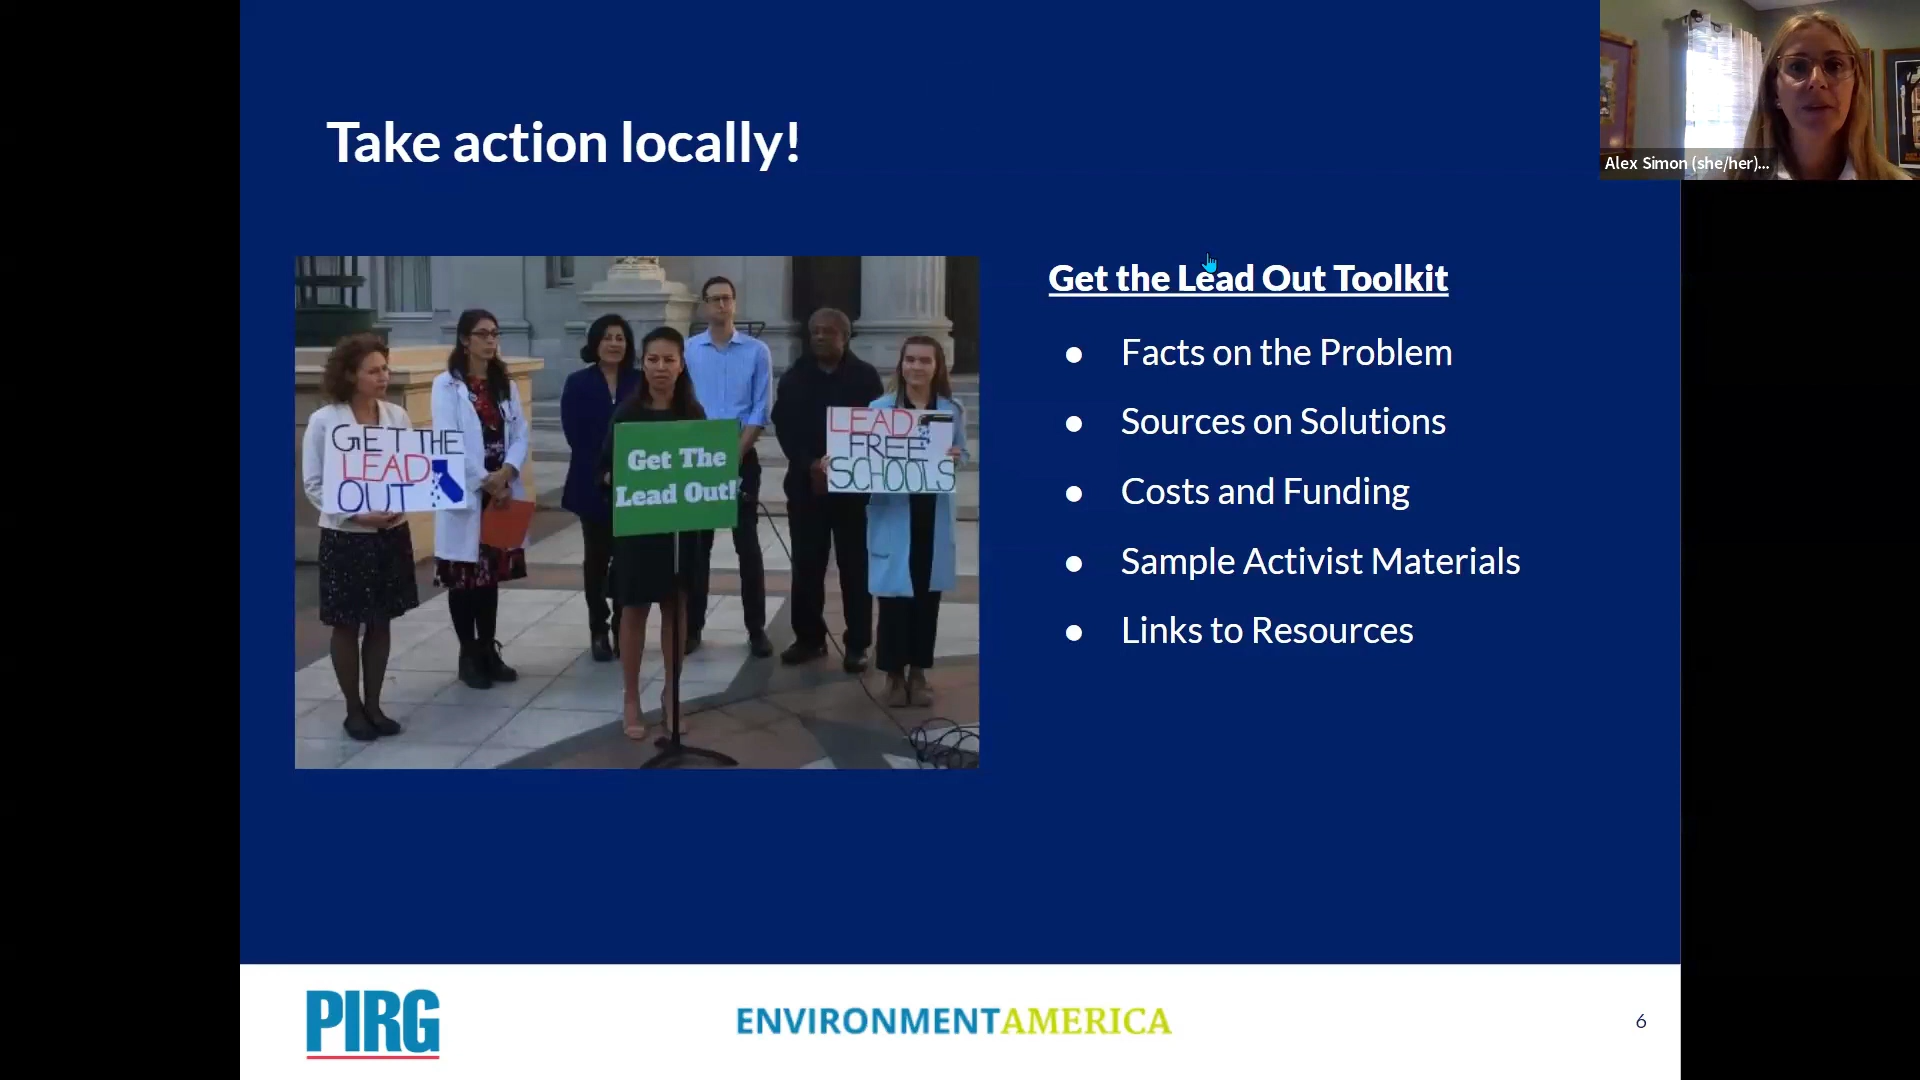 Take action locally!
Alex Simon (she/her)...
GET THE
LEAD
OUT
Get The
Lead Out!
LEAD
FREE
SCHOOLS
Get the Lead Out Toolkit
● Facts on the Problem
● Sources on Solutions
● Costs and Funding
● Sample Activist Materials
● Links to Resources
PIRG
ENVIRONMENTAMERICA
6